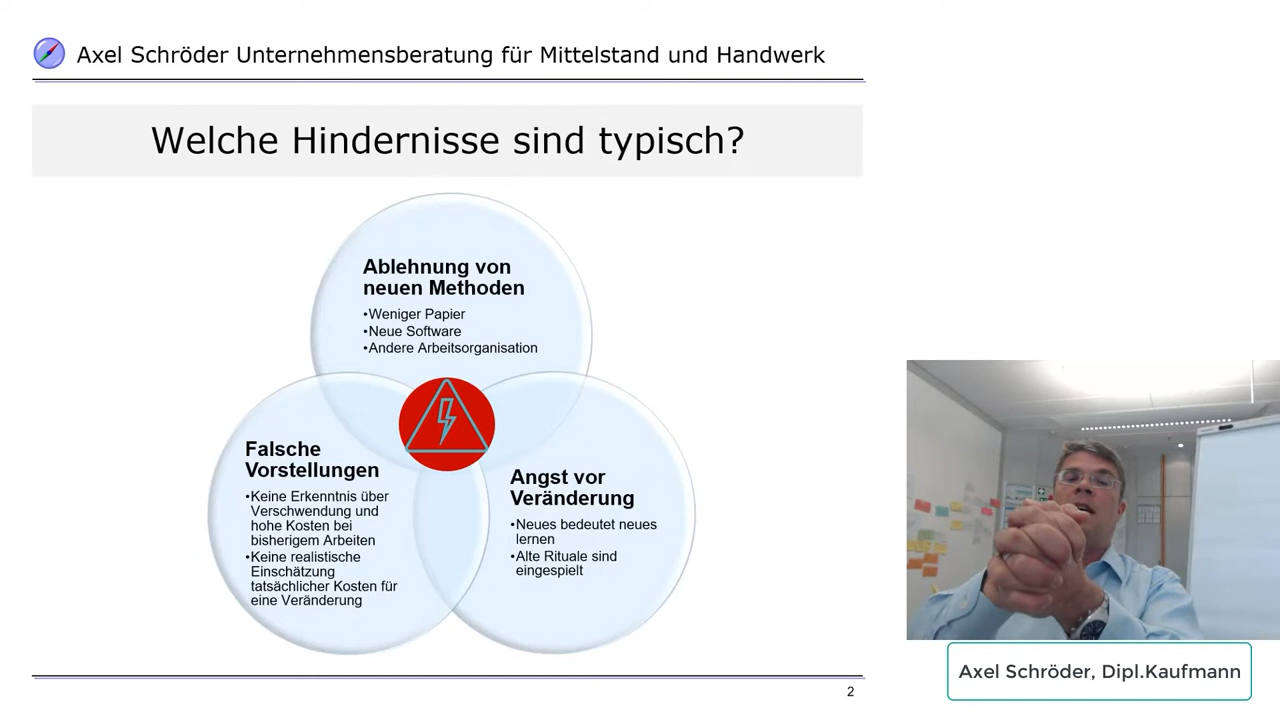 Axel Schröder Unternehmensberatung für Mittelstand und Handwerk
Welche Hindernisse sind typisch?
Ablehnung von
neuen Methoden
•Weniger Papier
•Neue Software
•Andere Arbeitsorganisation
Falsche
Vorstellungen
•Keine Erkenntnis über
Verschwendung und
hohe Kosten bei
bisherigem Arbeiten
•Keine realistische
Einschätzung
tatsächlicher Kosten für
eine Veränderung
Angst vor
Veränderung
•Neues bedeutet neues
lernen
•Alte Rituale sind
eingespielt
2
Axel Schröder, Dipl.Kaufmann